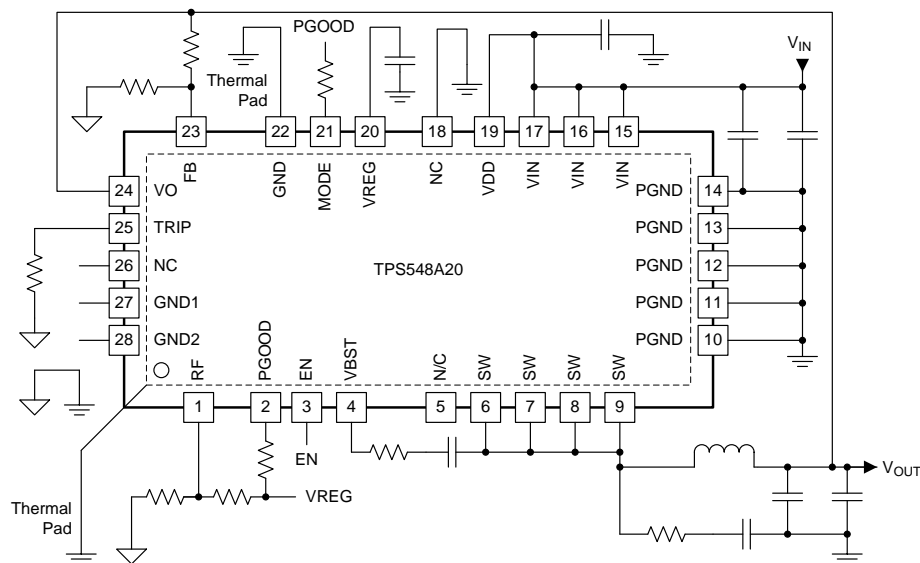 PGOOD
Thermal
Pad
V_IN
23
22
21
20
18
19
17
16
15
FB
GND
MODE
VREG
NC
VDD
VIN
VIN
VIN
24 VO
PGND 14
25 TRIP
PGND 13
26 NC
TPS548A20
PGND 12
27 GND1
PGND 11
28 GND2
PGND 10
RF
PGOOD
EN
VBST
N/C
SW
SW
SW
SW
1
2
3
4
5
6
7
8
9
EN
VREG
V_OUT
Thermal
Pad